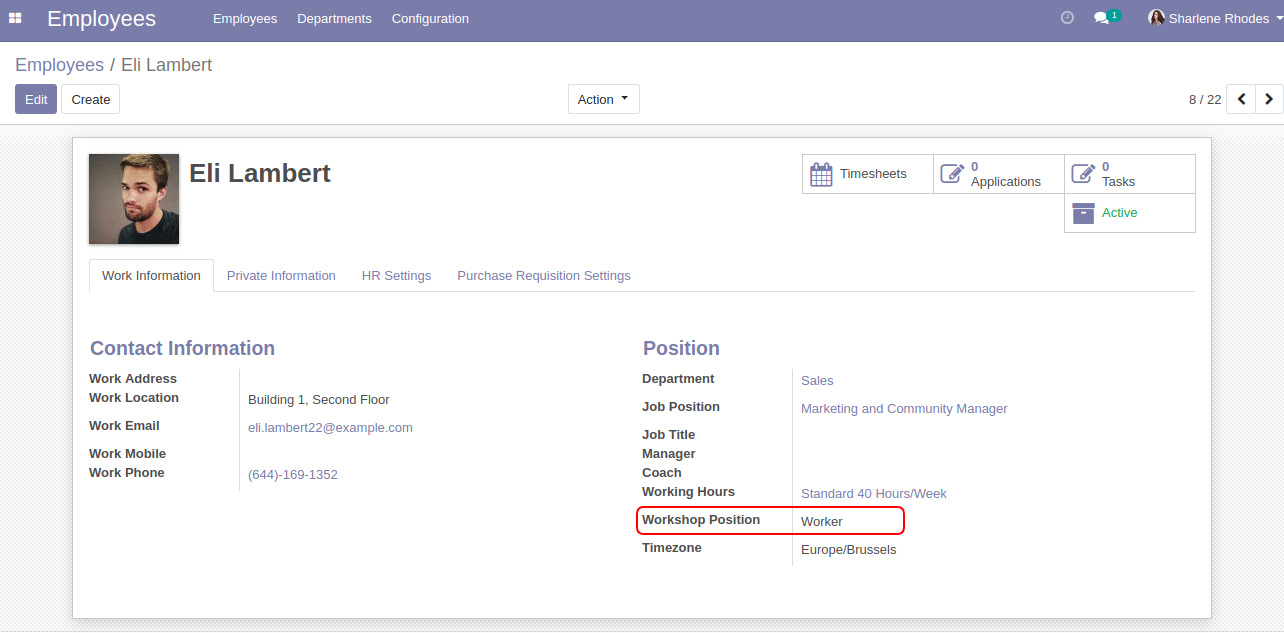 Employees Employees Departments Configuration 1 Sharlene Rhodes
Employees / Eli Lambert
Edit Create Action 8 / 22
Eli Lambert
Timesheets
0 Applications
0 Tasks
Active
Work Information Private Information HR Settings Purchase Requisition Settings
Contact Information
Work Address
Work Location Building 1, Second Floor
Work Email eli.lambert22@example.com
Work Mobile
Work Phone (644)-169-1352
Position
Department Sales
Job Position Marketing and Community Manager
Job Title
Manager
Coach
Working Hours Standard 40 Hours/Week
Workshop Position Worker
Timezone Europe/Brussels